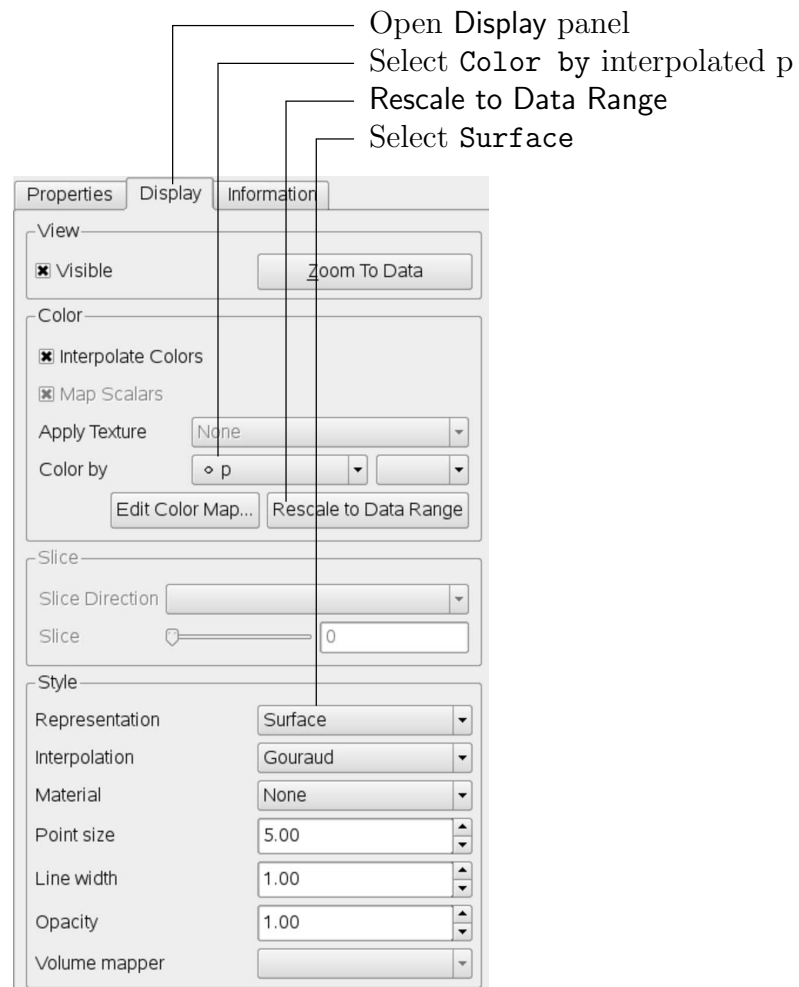 Open Display panel
Select Color by interpolated p
Rescale to Data Range
Select Surface
Properties Display Information
View
Visible Zoom To Data
Color
Interpolate Colors
Map Scalars
Apply Texture None
Color by p
Edit Color Map... Rescale to Data Range
Slice
Slice Direction
Slice 0
Style
Representation Surface
Interpolation Gouraud
Material None
Point size 5.00
Line width 1.00
Opacity 1.00
Volume mapper